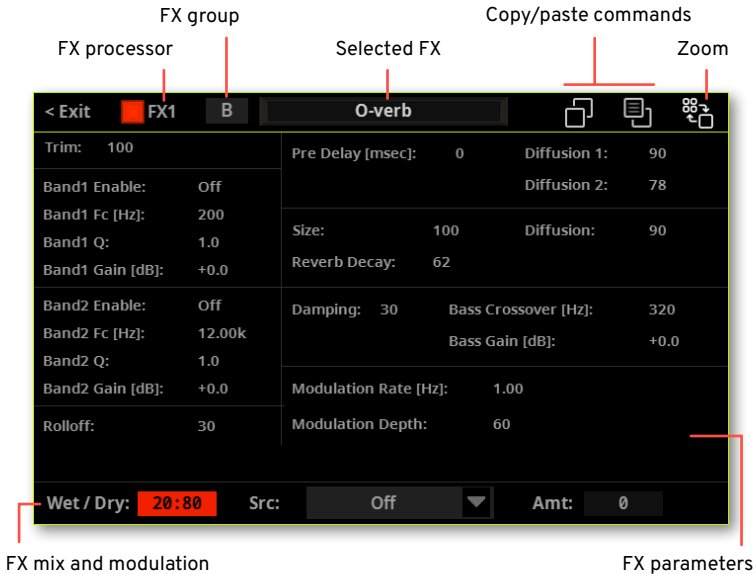 FX group
Copy/paste commands
FX processor
Selected FX
Zoom
< Exit FX1 B O-verb
Trim: 100
Pre Delay [msec]: 0 Diffusion 1: 90
Diffusion 2: 78
Band1 Enable: Off
Band1 Fc [Hz]: 200
Band1 Q: 1.0
Band1 Gain [dB]: +0.0
Size: 100 Diffusion: 90
Reverb Decay: 62
Band2 Enable: Off
Band2 Fc [Hz]: 12.00k
Band2 Q: 1.0
Band2 Gain [dB]: +0.0
Damping: 30 Bass Crossover [Hz]: 320
Bass Gain [dB]: +0.0
Rolloff: 30
Modulation Rate [Hz]: 1.00
Modulation Depth: 60
Wet / Dry: 20:80 Src: Off Amt: 0
FX mix and modulation
FX parameters